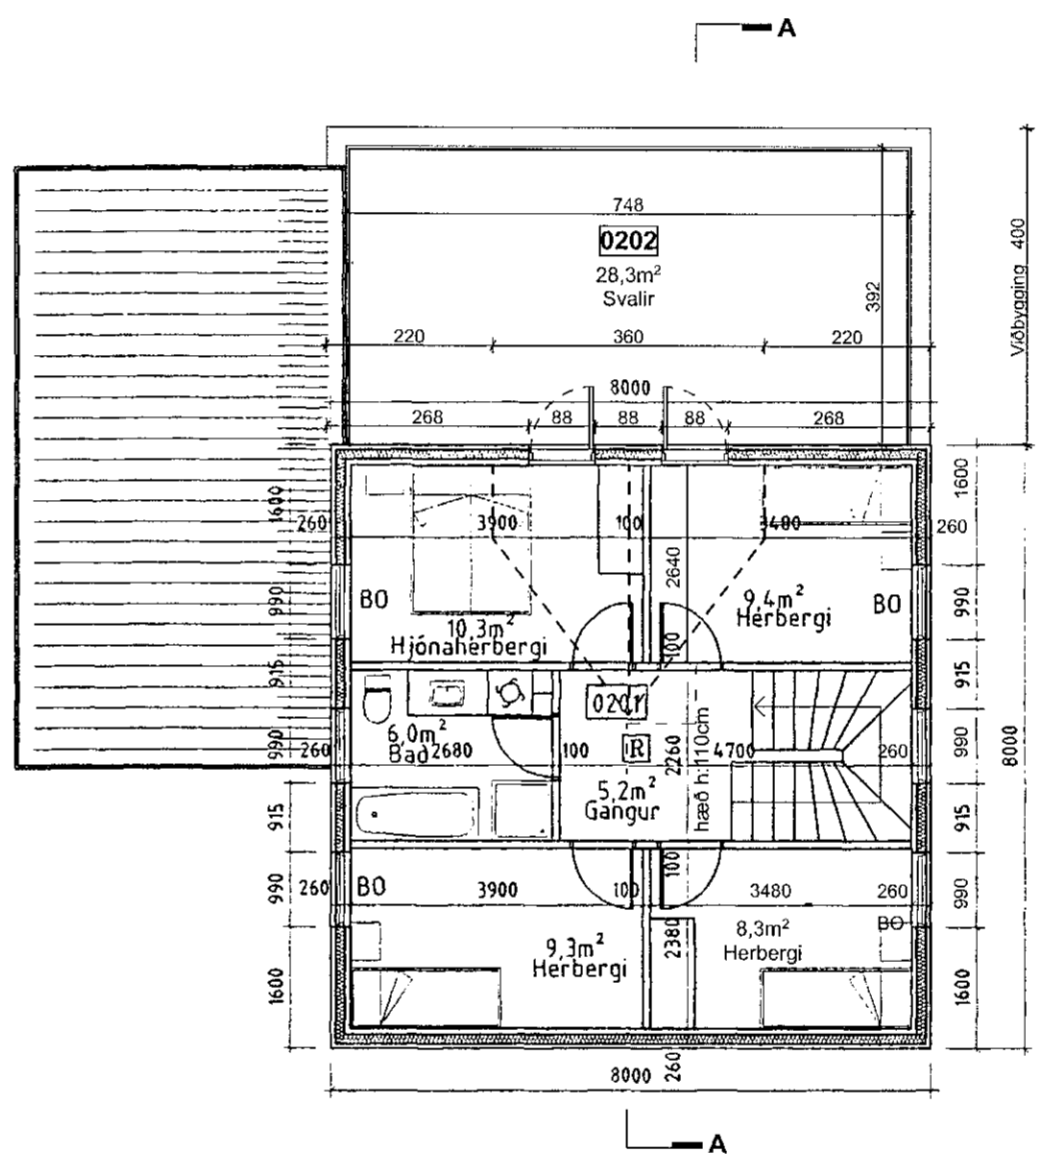 A
748
0202
28,3m²
Svalir
392
Viðbygging 400
220 360 220
8000
268 88 88 88 268
1600
260 3900 100 3480 260
1600
2640
990
BO
9,4m²
Herbergi
BO
990
10,3m²
Hjónaherbergi
100
915
915
0201
6,0m²
Bað
990
260 2680 100
R
2260 4700 260
990
8000
5,2m²
Gangur
hæð h:110cm
915
915
100
990
260
BO
3900 100 3480 260
990
BO
9,3m²
Herbergi
2380
8,3m²
Herbergi
1600
1600
8000 260
A